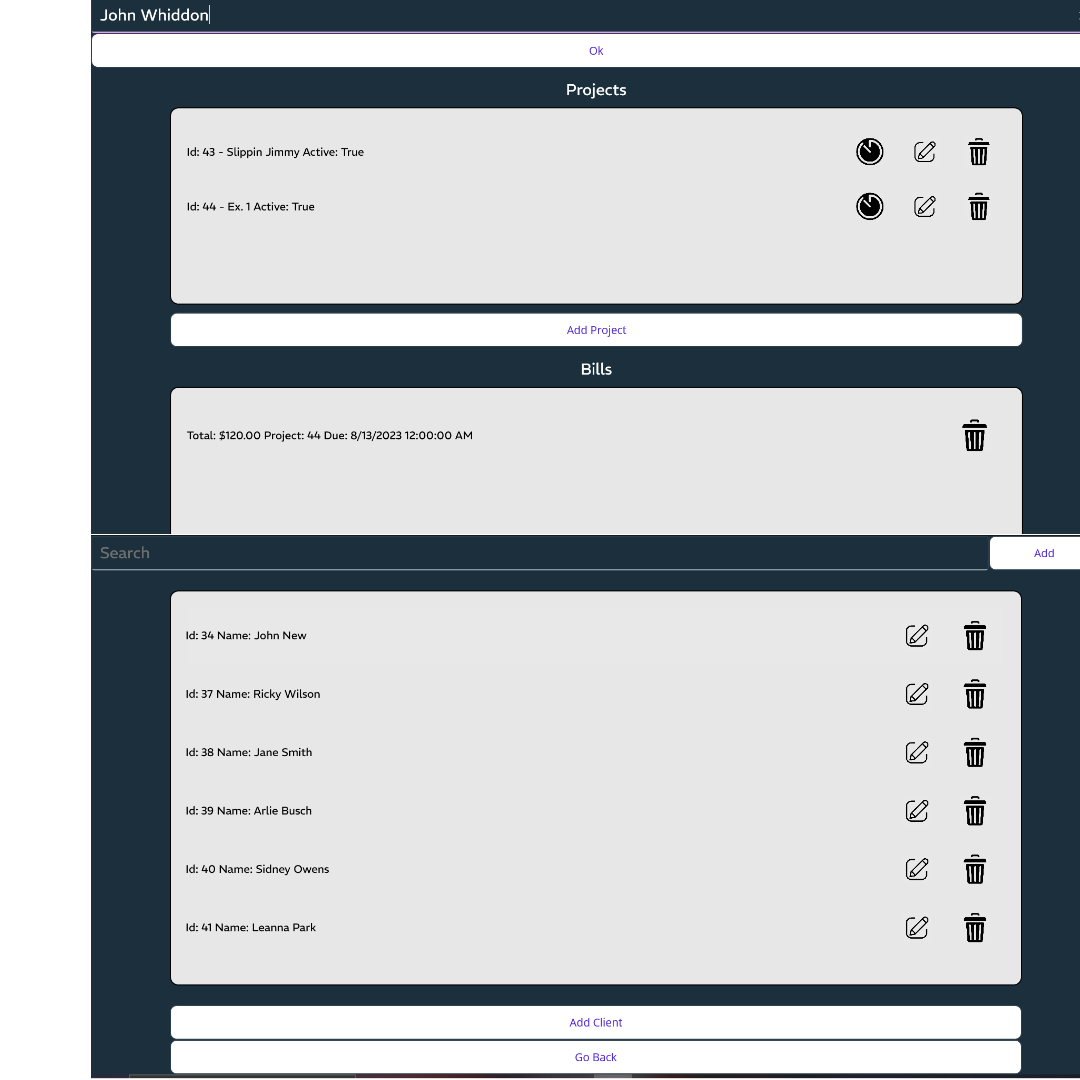 John Whiddon
Ok
Projects
Id: 43 - Slippin Jimmy Active: True
Id: 44 - Ex. 1 Active: True
Add Project
Bills
Total: $120.00 Project: 44 Due: 8/13/2023 12:00:00 AM
Search
Add
Id: 34 Name: John New
Id: 37 Name: Ricky Wilson
Id: 38 Name: Jane Smith
Id: 39 Name: Arlie Busch
Id: 40 Name: Sidney Owens
Id: 41 Name: Leanna Park
Add Client
Go Back